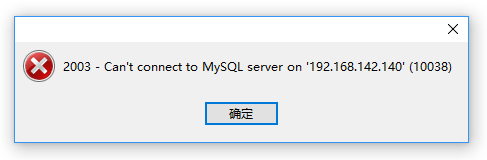 2003 - Can't connect to MySQL server on '192.168.142.140' (10038)
确定